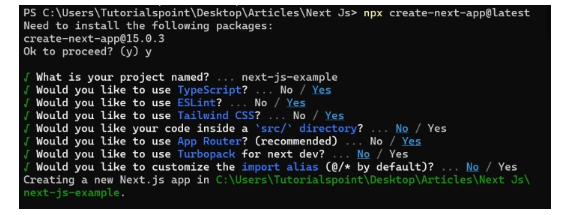 PS C:\Users\Tutorialspoint\Desktop\Articles\Next Js> npx create-next-app@latest
Need to install the following packages:
create-next-app@15.0.3
Ok to proceed? (y) y
√ What is your project named? ... next-js-example
√ Would you like to use TypeScript? ... No / Yes
√ Would you like to use ESLint? ... No / Yes
√ Would you like to use Tailwind CSS? ... No / Yes
√ Would you like your code inside a `src/` directory? ... No / Yes
√ Would you like to use App Router? (recommended) ... No / Yes
√ Would you like to use Turbopack for next dev? ... No / Yes
√ Would you like to customize the import alias (@/* by default)? ... No / Yes
Creating a new Next.js app in C:\Users\Tutorialspoint\Desktop\Articles\Next Js\
next-js-example.